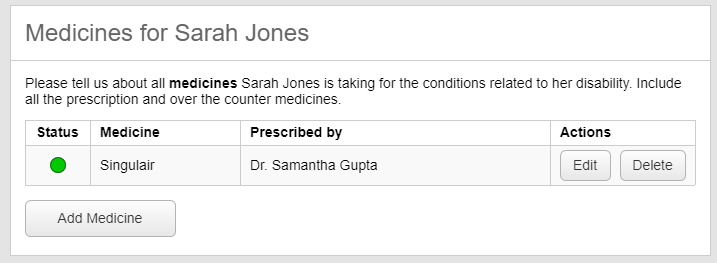 Medicines for Sarah Jones
Please tell us about all medicines Sarah Jones is taking for the conditions related to her disability. Include
all the prescription and over the counter medicines.
Status Medicine Prescribed by Actions
Singulair Dr. Samantha Gupta Edit Delete
Add Medicine